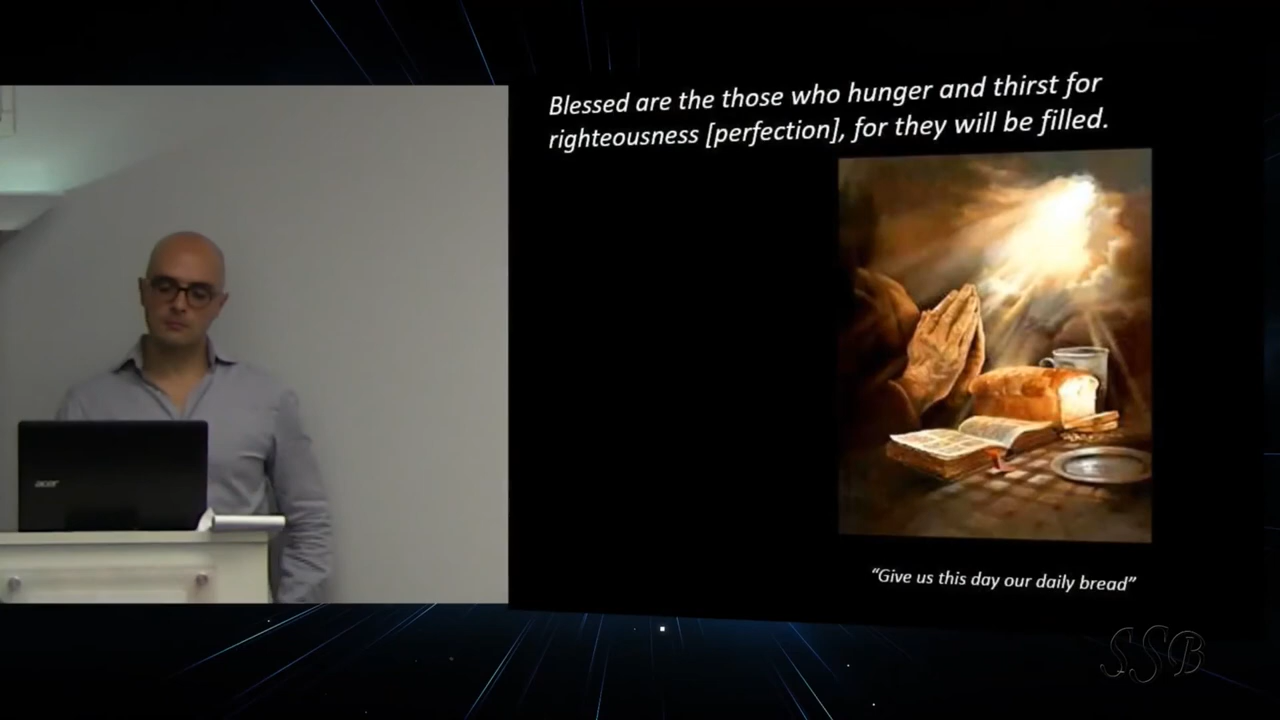 Blessed are the those who hunger and thirst for
righteousness [perfection], for they will be filled.
acer
“Give us this day our daily bread”
SSB